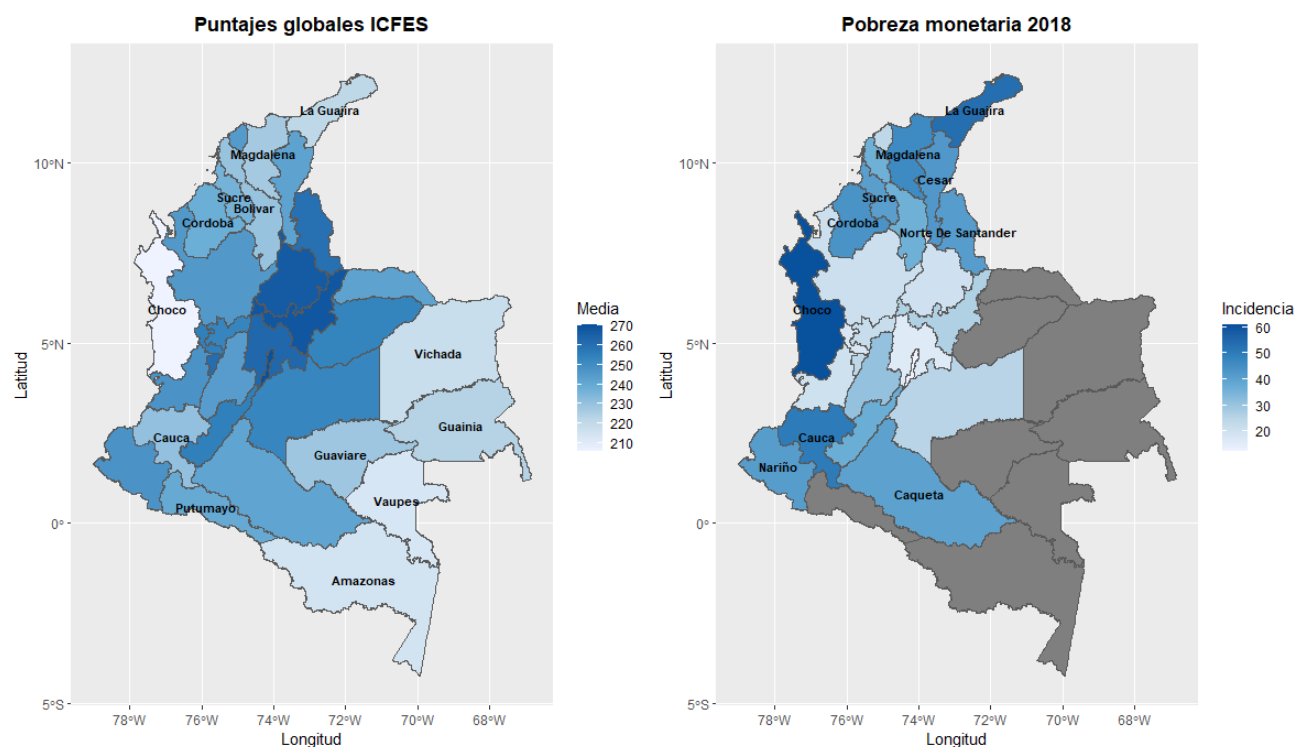 Puntajes globales ICFES
La Guajira
Magdalena
Sucre
Bolivar
Cordoba
Choco
Vichada
Cauca
Guainia
Guaviare
Vaupes
Putumayo
Amazonas
10°N
5°N
0°
5°S
Latitud
78°W 76°W 74°W 72°W 70°W 68°W
Longitud
Media
270
260
250
240
230
220
210
Pobreza monetaria 2018
La Guajira
Magdalena
Cesar
Sucre
Cordoba
Norte De Santander
Choco
Cauca
Nariño
Caqueta
10°N
5°N
0°
5°S
Latitud
78°W 76°W 74°W 72°W 70°W 68°W
Longitud
Incidencia
60
50
40
30
20